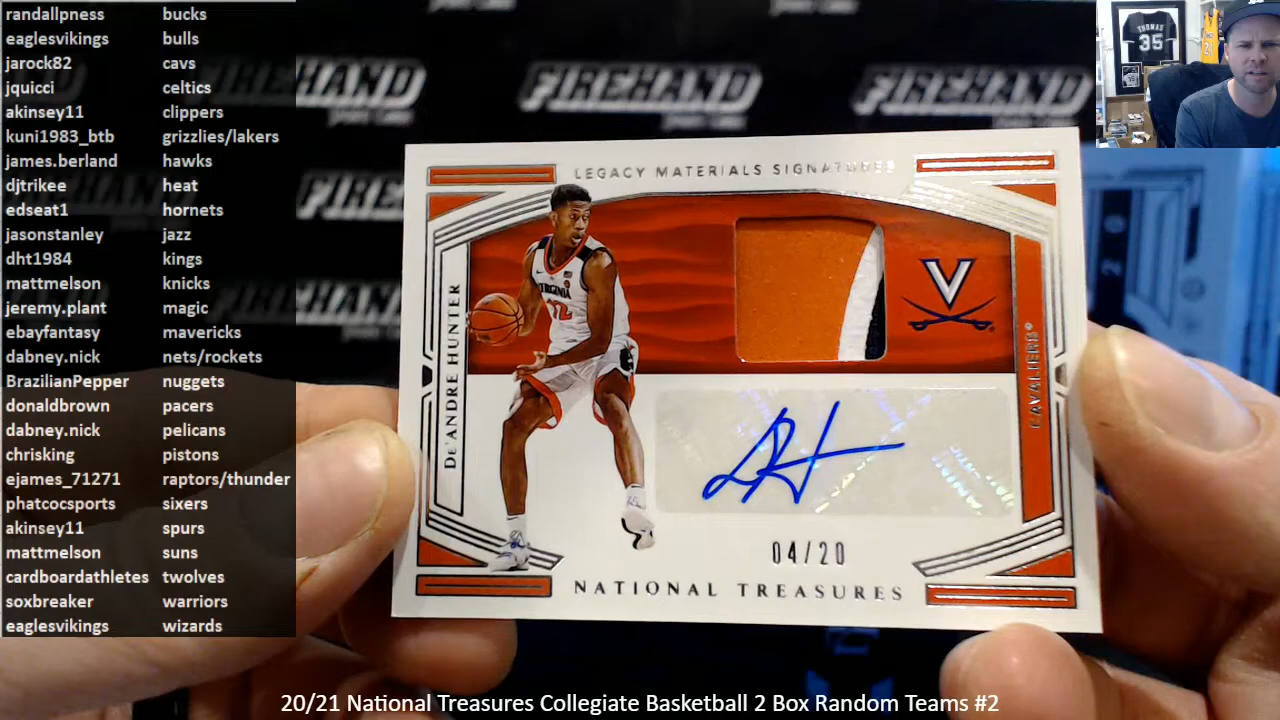 randallpness bucks
eaglesvikings bulls
jarock82 cavs
jquicci celtics
akinsey11 clippers
kuni1983_btb grizzlies/lakers
james.berland hawks
djtrikee heat
edseat1 hornets
jasonstanley jazz
dht1984 kings
mattmelson knicks
jeremy.plant magic
ebayfantasy mavericks
dabney.nick nets/rockets
BrazilianPepper nuggets
donaldbrown pacers
dabney.nick pelicans
chrisking pistons
ejames_71271 raptors/thunder
phatcocsports sixers
akinsey11 spurs
mattmelson suns
cardboardathletes twolves
soxbreaker warriors
eaglesvikings wizards
FIREHAND FIREHAND FIREHAND
THOMAS
35
LEGACY MATERIALS SIGNATURES
DE'ANDRE HUNTER
VIRGINIA
12
V
CAVALIERS®
04/20
NATIONAL TREASURES
20/21 National Treasures Collegiate Basketball 2 Box Random Teams #2